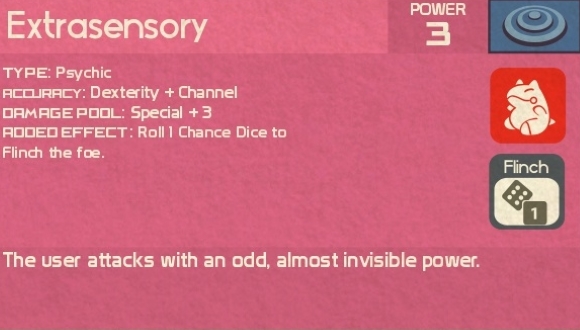 Extrasensory
POWER
3
TYPE: Psychic
ACCURACY: Dexterity + Channel
DAMAGE POOL: Special + 3
ADDED EFFECT: Roll 1 Chance Dice to
Flinch the foe.
Flinch
1
The user attacks with an odd, almost invisible power.